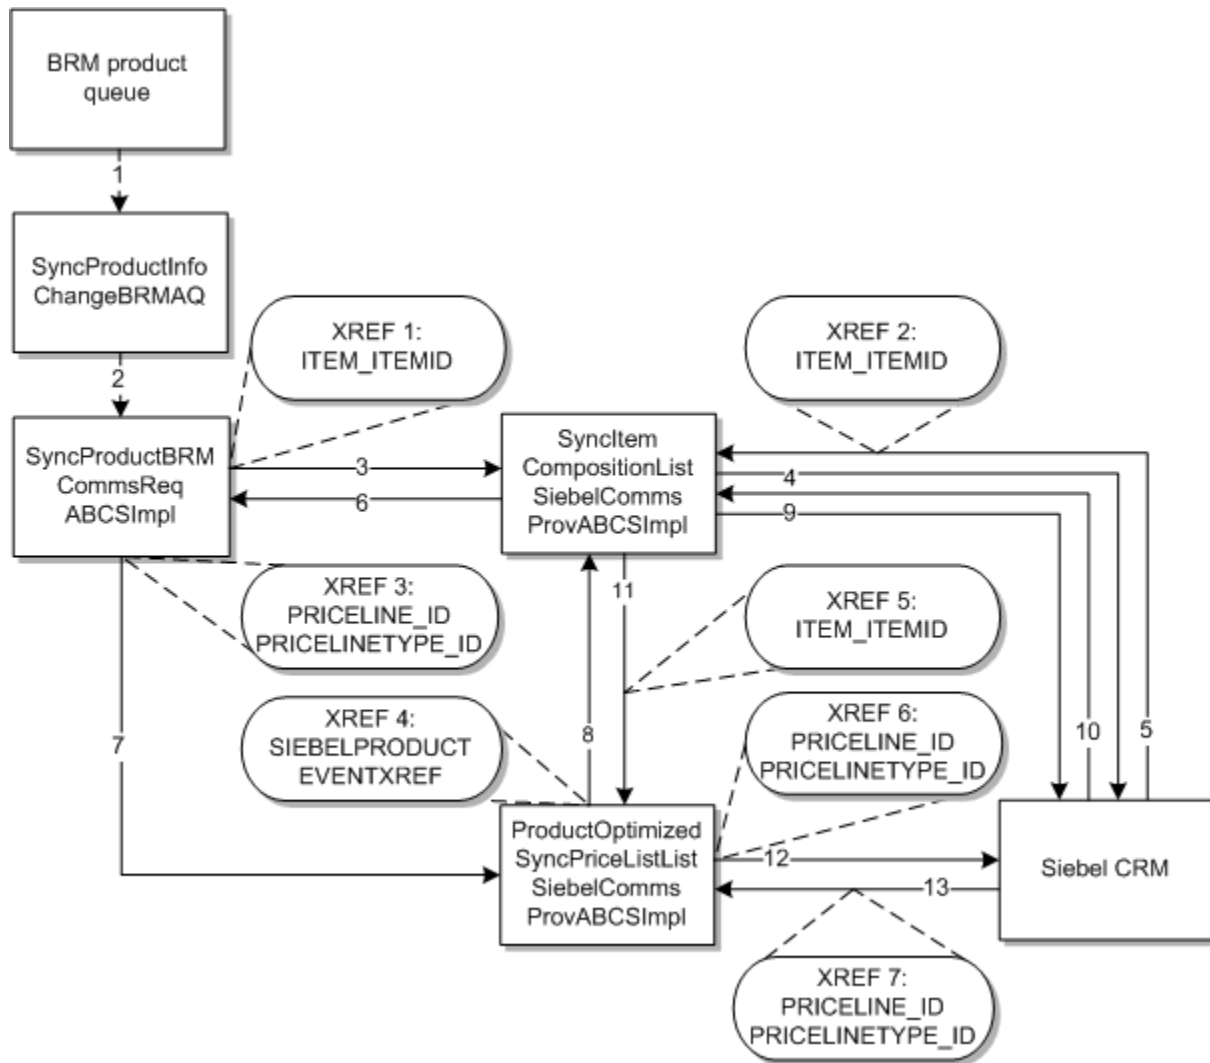 BRM product
queue
1
SyncProductInfo
ChangeBRMAQ
2
XREF 1:
ITEM_ITEMID
XREF 2:
ITEM_ITEMID
SyncProductBRM
CommsReq
ABCSImpl
3
6
SyncItem
CompositionList
SiebelComms
ProvABCSImpl
4
9
XREF 3:
PRICELINE_ID
PRICELINETYPE_ID
11
XREF 5:
ITEM_ITEMID
XREF 4:
SIEBELPRODUCT
EVENTXREF
7
8
XREF 6:
PRICELINE_ID
PRICELINETYPE_ID
10
5
ProductOptimized
SyncPriceListList
SiebelComms
ProvABCSImpl
12
13
Siebel CRM
XREF 7:
PRICELINE_ID
PRICELINETYPE_ID